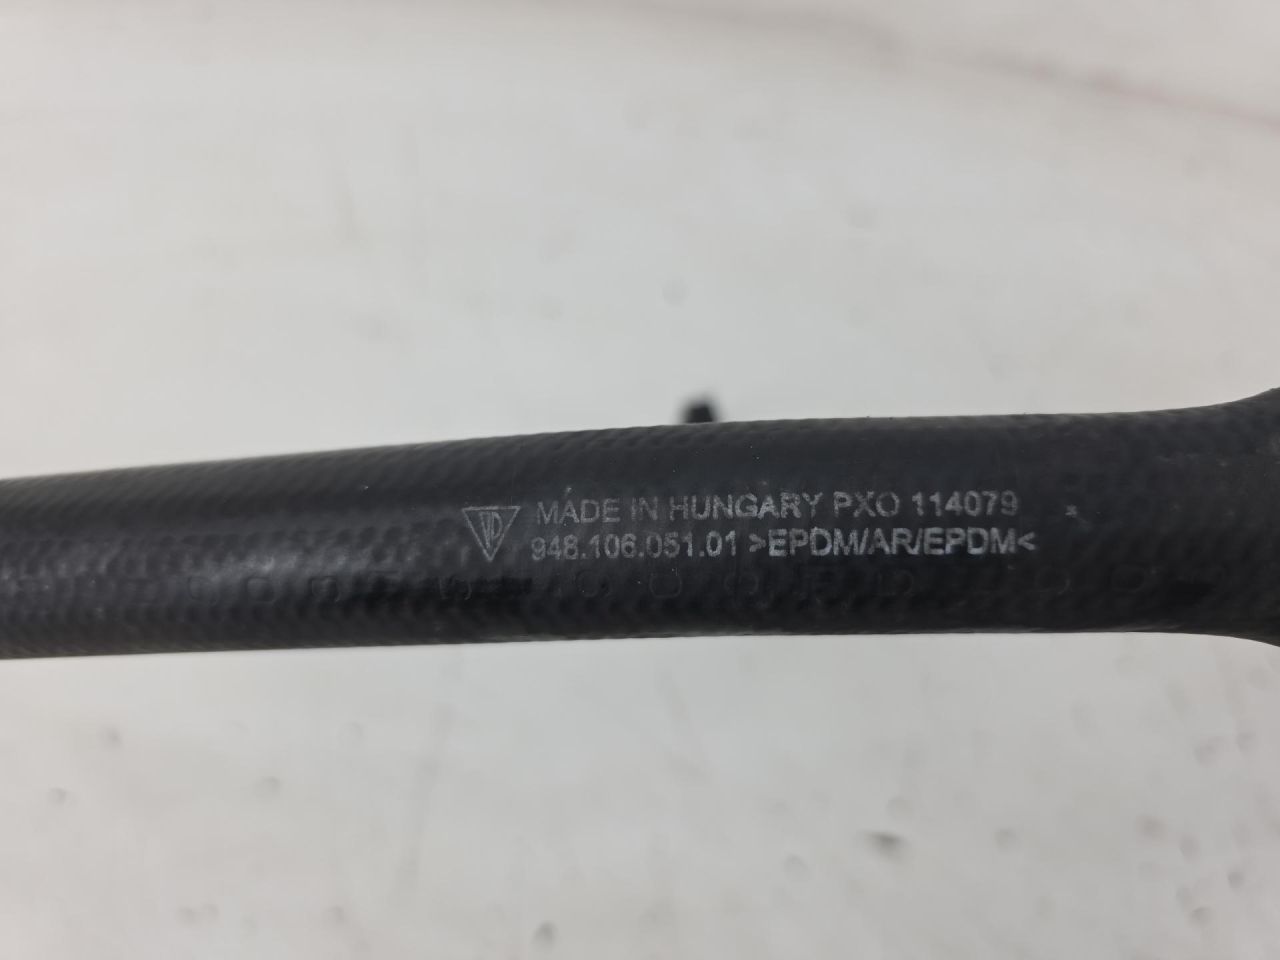 MADE IN HUNGARY PXO 114079
948.106.051.01 >EPDM/AR/EPDM<